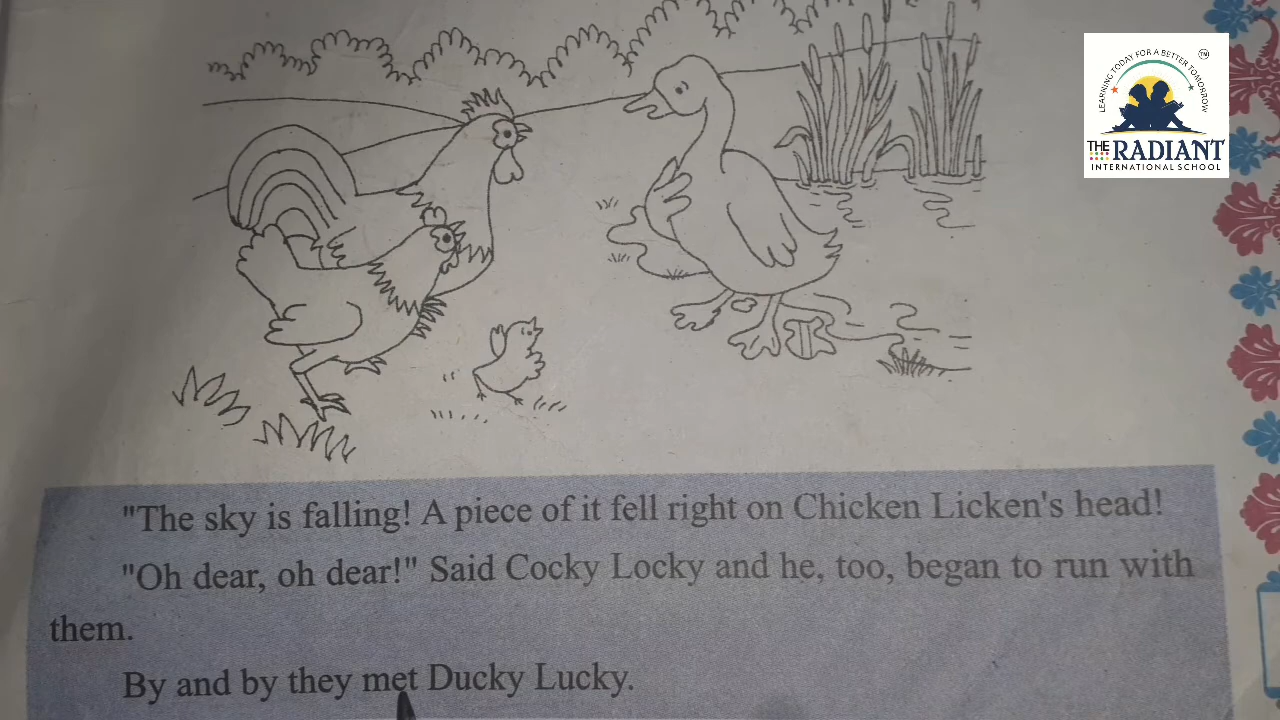 LEARNING TODAY FOR A BETTER TOMORROW
TM
THE RADIANT
INTERNATIONAL SCHOOL
"The sky is falling! A piece of it fell right on Chicken Licken's head!
"Oh dear, oh dear!" Said Cocky Locky and he, too, began to run with
them.
By and by they met Ducky Lucky.